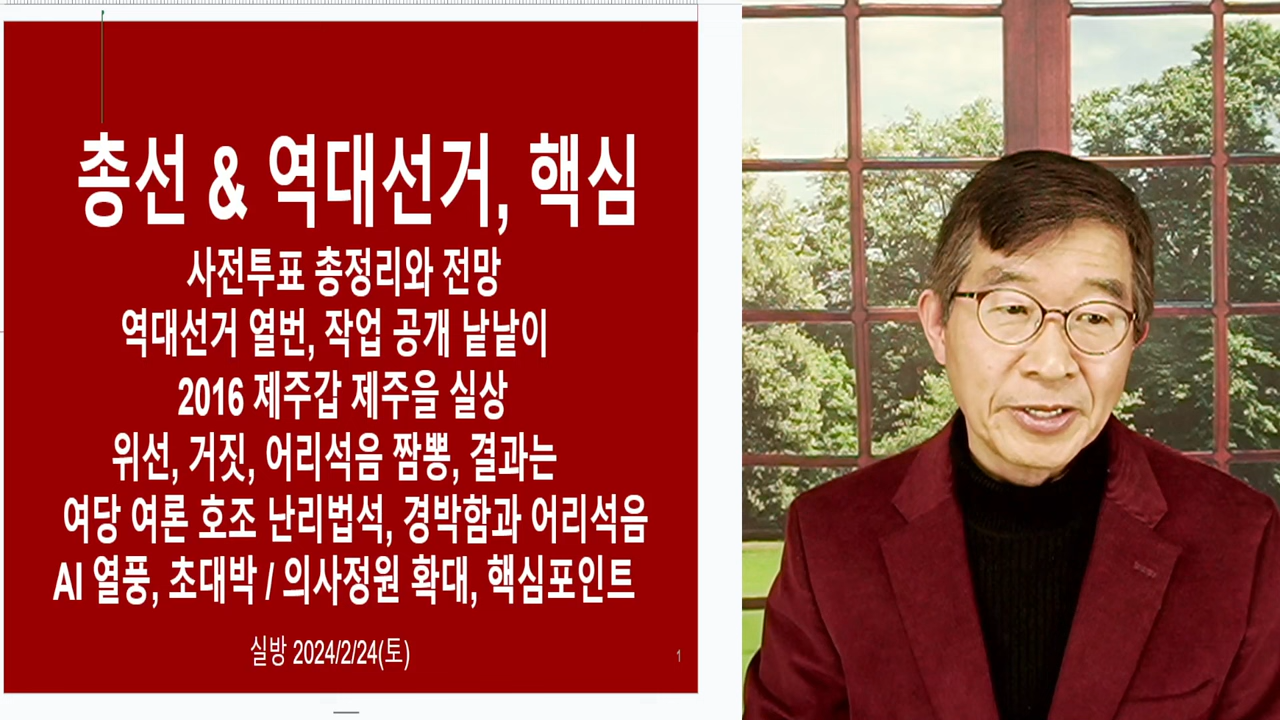 총선 & 역대선거, 핵심
사전투표 총정리와 전망
역대선거 열번, 작업 공개 낱낱이
2016 제주갑 제주을 실상
위선, 거짓, 어리석음 짬뽕, 결과는
여당 여론 호조 난리법석, 경박함과 어리석음
AI 열풍, 초대박 / 의사정원 확대, 핵심포인트
실방 2024/2/24(토)
1